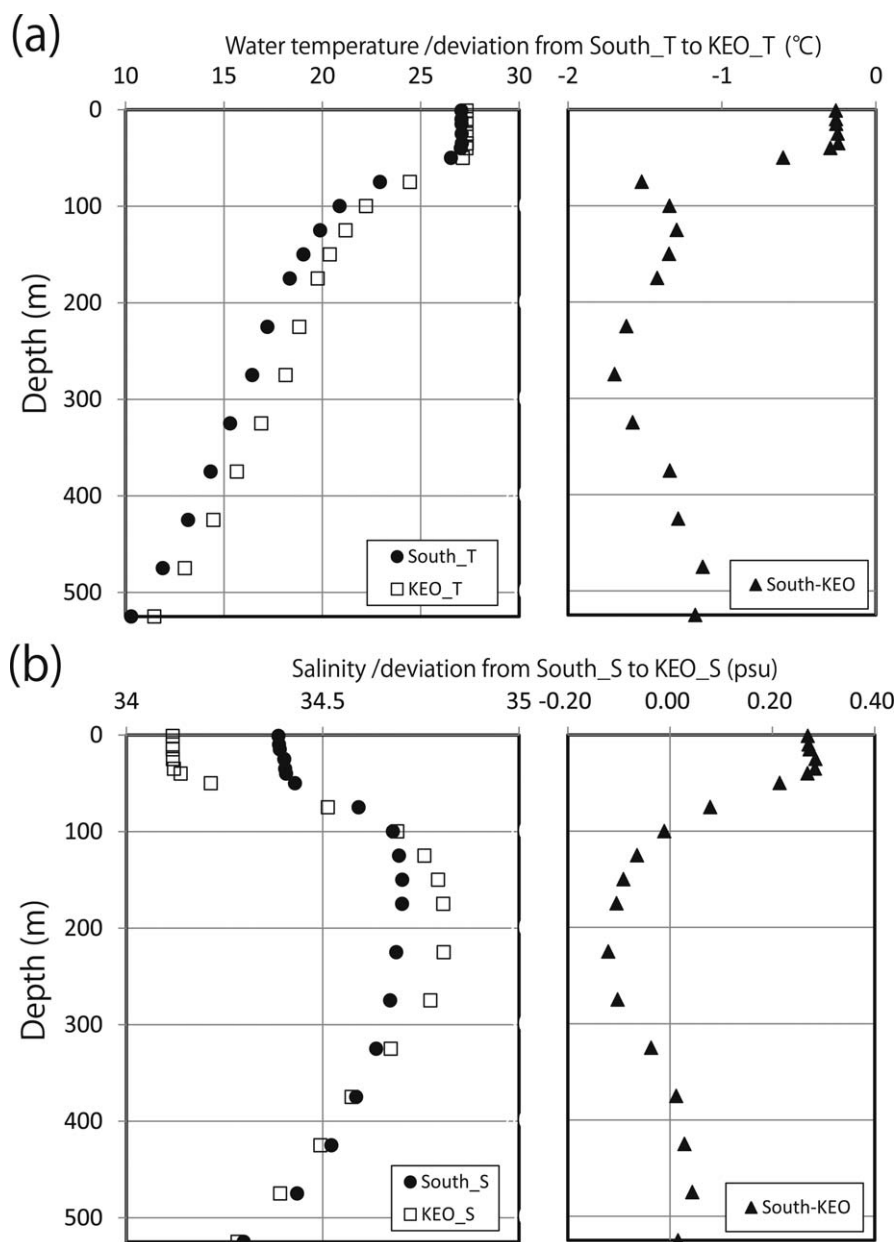 (a)
Water temperature /deviation from South_T to KEO_T (℃)
10 15 20 25 30 -2 -1 0
0
100
200
300
400
500
Depth (m)
South_T
KEO_T
South-KEO
(b)
Salinity /deviation from South_S to KEO_S (psu)
34 34.5 35 -0.20 0.00 0.20 0.40
0
100
200
300
400
500
Depth (m)
South_S
KEO_S
South-KEO